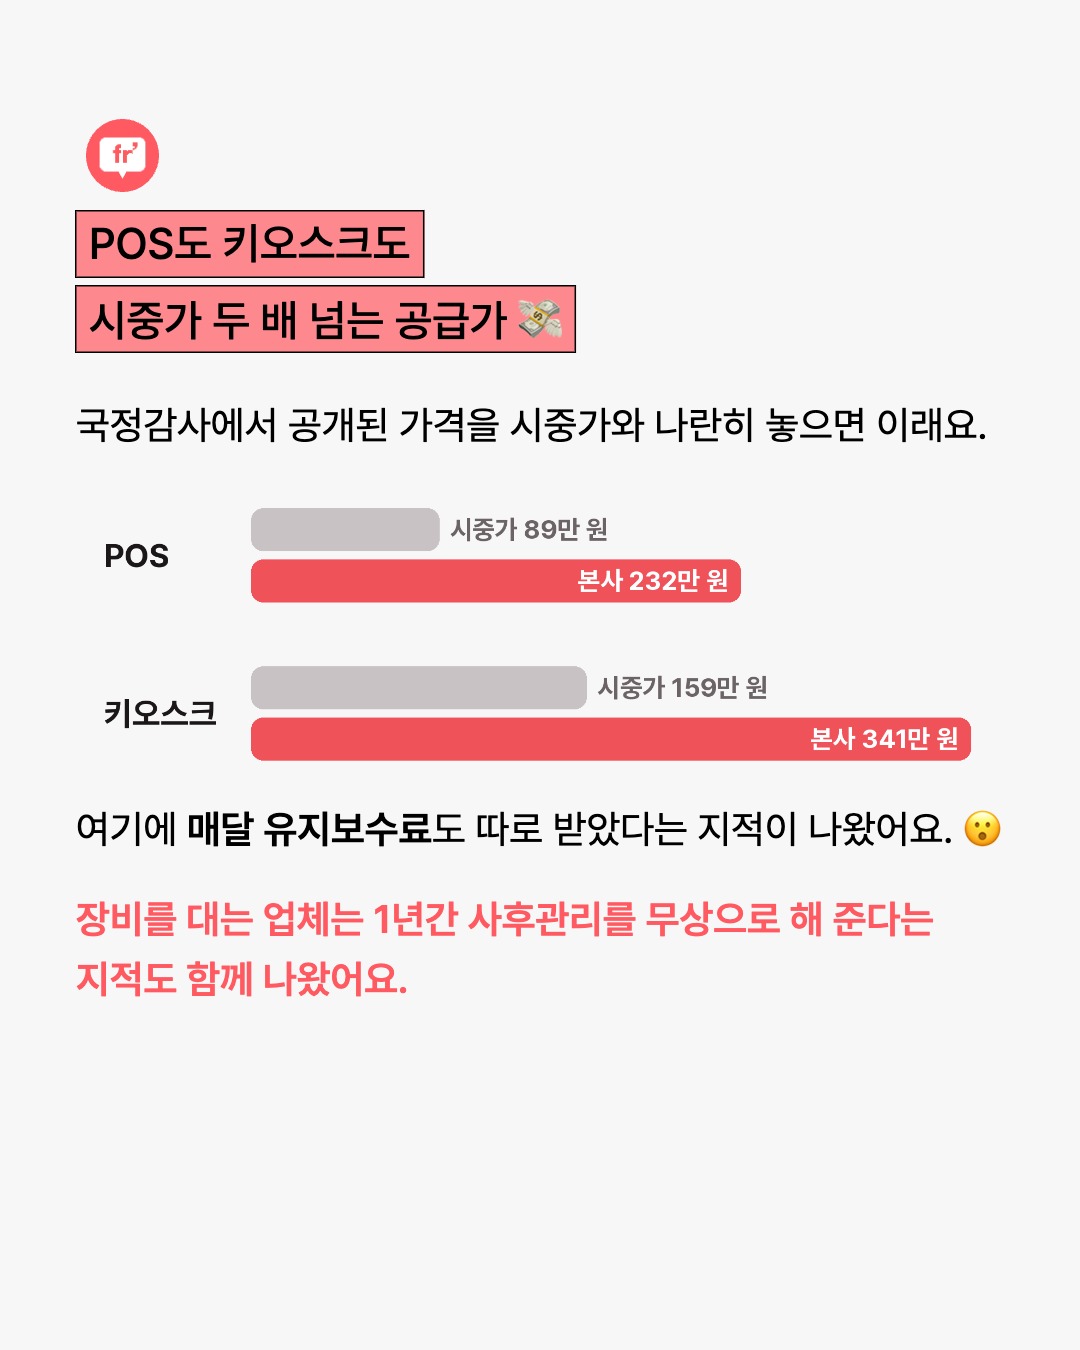 fr’
POS도 키오스크도
시중가 두 배 넘는 공급가 💸
국정감사에서 공개된 가격을 시중가와 나란히 놓으면 이래요.
POS
시중가 89만 원
본사 232만 원
키오스크
시중가 159만 원
본사 341만 원
여기에 매달 유지보수료도 따로 받았다는 지적이 나왔어요. 😮
장비를 대는 업체는 1년간 사후관리를 무상으로 해 준다는
지적도 함께 나왔어요.